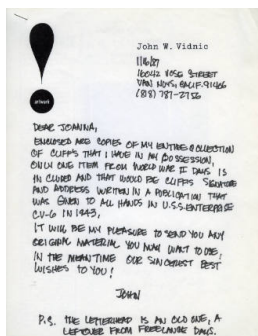 John W. Vidnic
11/6/87
16042 VOSE STREET
VAN NUYS, CALIF. 91406
(818) 787-2756
artwork
DEAR JOANNA,
ENCLOSED ARE COPIES OF MY ENTIRE COLLECTION
OF CLIFF'S THAT I HAVE IN MY POSSESSION,
ONLY ONE ITEM FROM WORLD WAR II DAYS IS
IN CLUDED AND THAT WOULD BE CLIFF'S SIGNATURE
AND ADDRESS WRITTEN IN A PUBLICATION THAT
WAS GIVEN TO ALL HANDS IN U.S.S. ENTERPRISE
CV-6 IN 1943,
IT WILL BE MY PLEASURE TO SEND YOU ANY
ORIGINAL MATERIAL YOU MAY WANT TO USE,
IN THE MEANTIME OUR SINCEREST BEST
WISHES TO YOU!
JOHN
P.S. THE LETTERHEAD IS AN OLD ONE, A
LEFTOVER FROM FREELANCE DAYS.